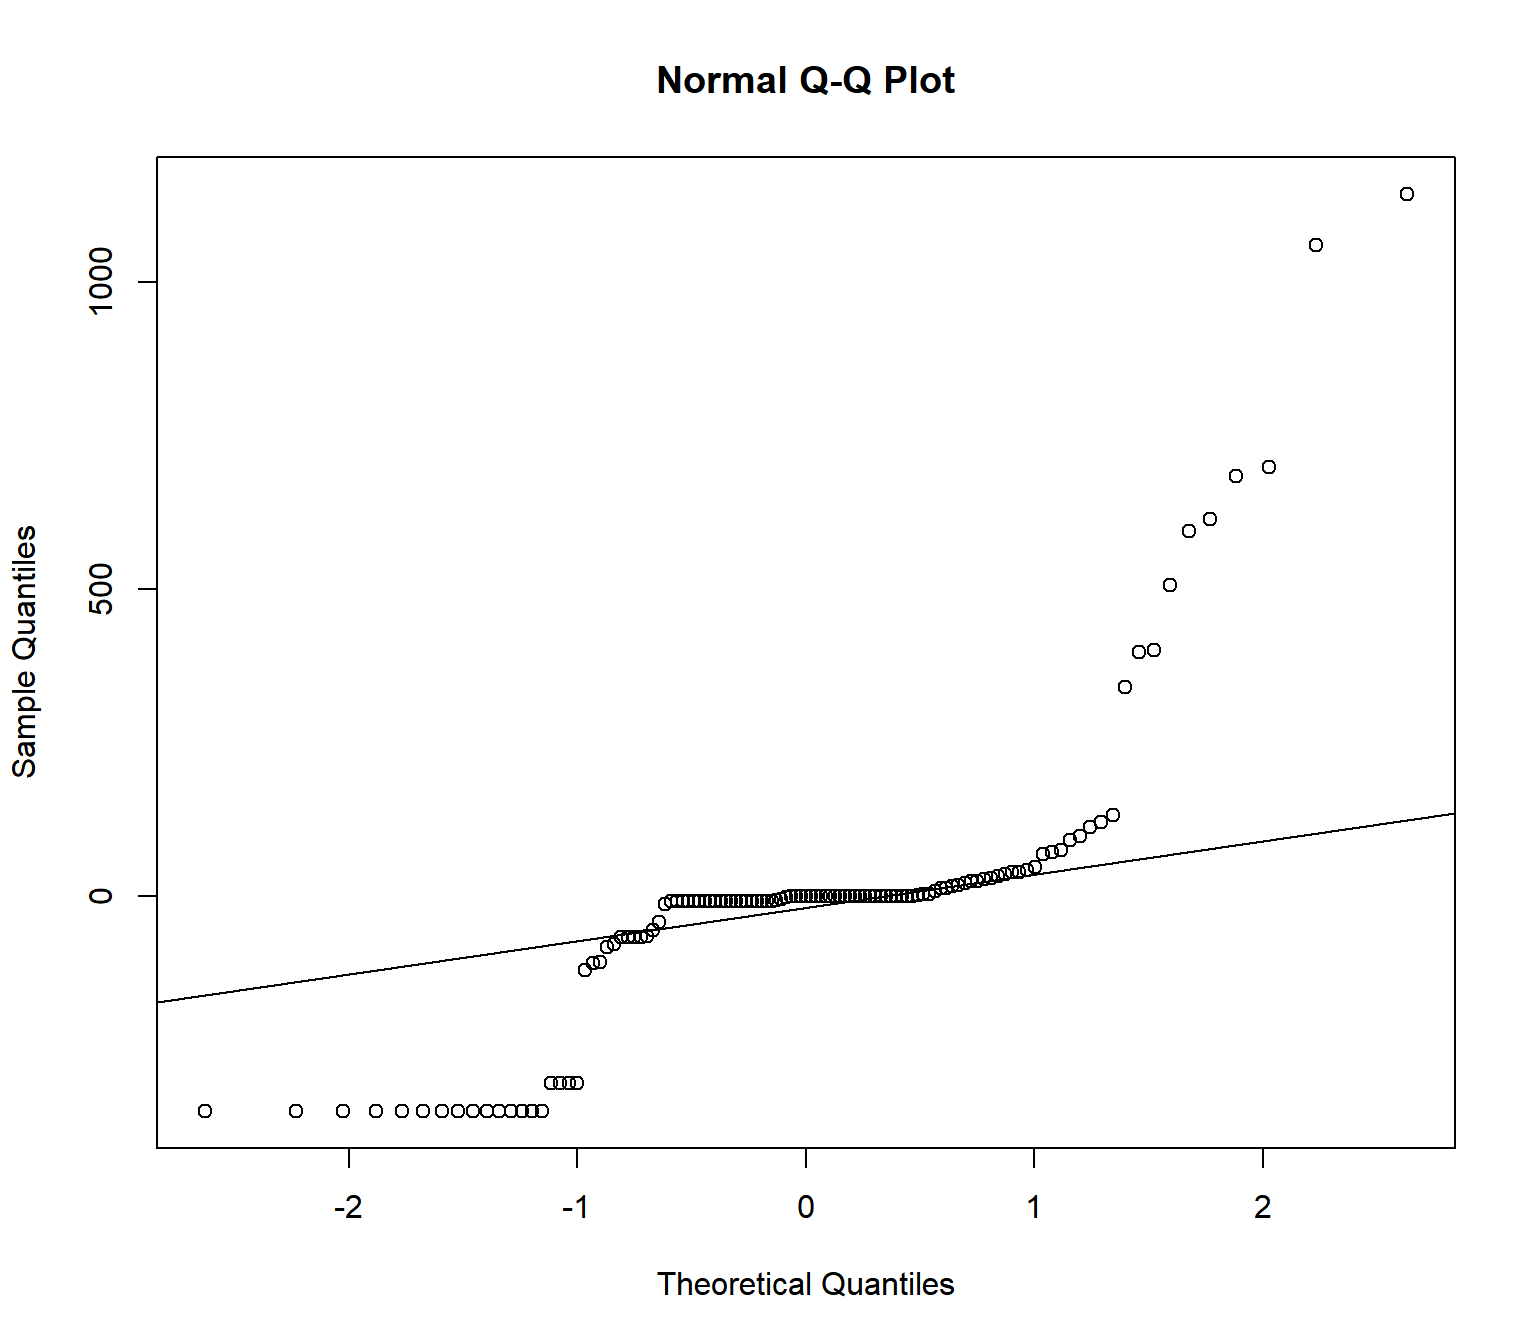 Normal Q-Q Plot
Sample Quantiles
1000
500
0
-2 -1 0 1 2
Theoretical Quantiles